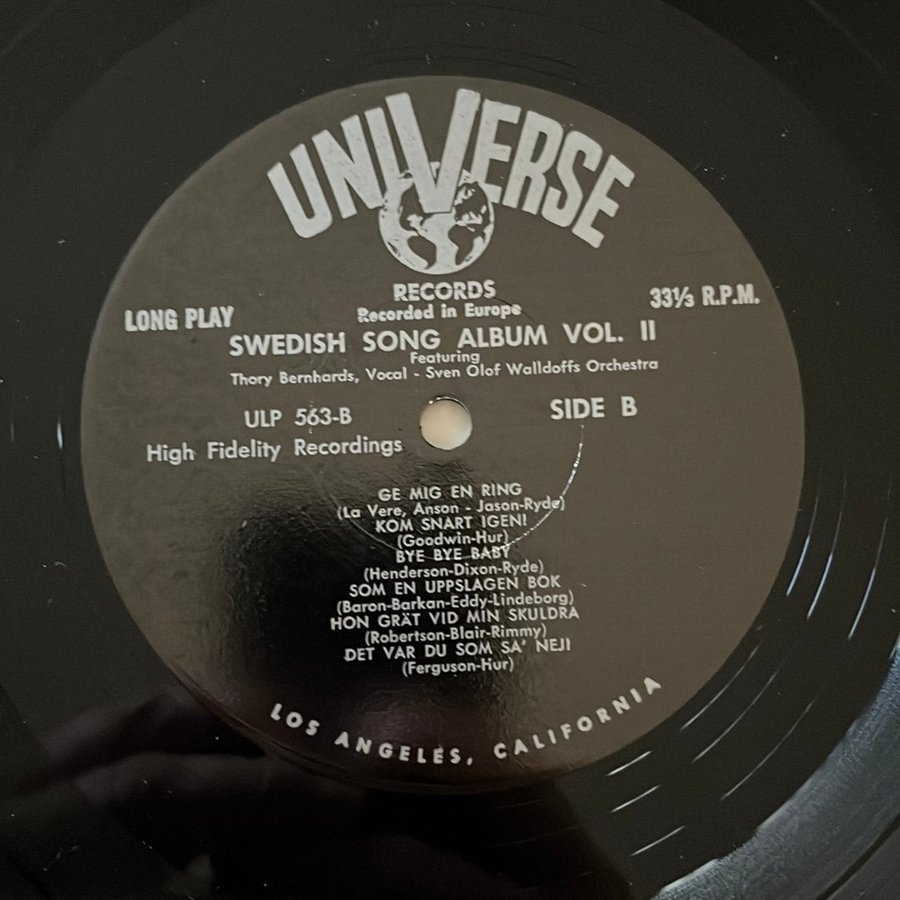 UNIVERSE
RECORDS
Recorded in Europe
LONG PLAY
33⅓ R.P.M.
SWEDISH SONG ALBUM VOL. II
Featuring
Thory Bernhards, Vocal - Sven Olof Walldoffs Orchestra
ULP 563-B
SIDE B
High Fidelity Recordings
GE MIG EN RING
(La Vere, Anson - Jason-Ryde)
KOM SNART IGEN!
(Goodwin-Hur)
BYE BYE BABY
(Henderson-Dixon-Ryde)
SOM EN UPPSLAGEN BOK
(Baron-Barkan-Eddy-Lindeborg)
HON GRÄT VID MIN SKULDRA
(Robertson-Blair-Rimmy)
DET VAR DU SOM SA' NEJ!
(Ferguson-Hur)
LOS ANGELES, CALIFORNIA